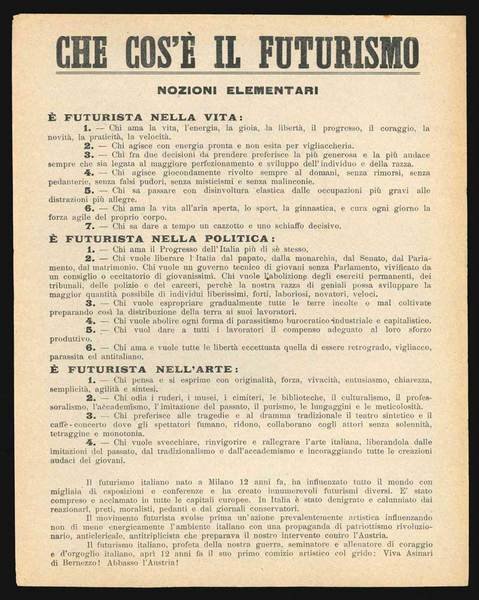 CHE COS'È IL FUTURISMO
NOZIONI ELEMENTARI
È FUTURISTA NELLA VITA:
1. — Chi ama la vita, l'energia, la gioia, la libertà, il progresso, il coraggio, la
novità, la praticità, la velocità.
2. — Chi agisce con energia pronta e non esita per vigliaccheria.
3. — Chi fra due decisioni da prendere preferisce la più generosa e la più audace
sempre che sia legata al maggiore perfezionamento e sviluppo dell'individuo e della razza.
4. — Chi agisce giocondamente rivolto sempre al domani, senza rimorsi, senza
pedanterie, senza falsi pudori, senza misticismi e senza malinconie.
5. — Chi sa passare con disinvoltura elastica dalle occupazioni più gravi alle
distrazioni più allegre.
6. — Chi ama la vita all'aria aperta, lo sport, la ginnastica, e cura ogni giorno la
forza agile del proprio corpo.
7. — Chi sa dare a tempo un cazzotto e uno schiaffo decisivo.
È FUTURISTA NELLA POLITICA:
1. — Chi ama il Progresso dell'Italia più di sè stesso.
2. — Chi vuole liberare l'Italia dal papato, dalla monarchia, dal Senato, dal Parla-
mento, dal matrimonio. Chi vuole un governo tecnico di giovani senza Parlamento, vivificato da
un consiglio o eccitatorio di giovanissimi. Chi vuole l'abolizione degli eserciti permanenti, dei
tribunali, delle polizie e dei carceri, perchè la nostra razza di geniali possa sviluppare la
maggior quantità possibile di individui liberissimi, forti, laboriosi, novatori, veloci.
3. — Chi vuole espropriare gradualmente tutte le terre incolte o mal coltivate
preparando così la distribuzione della terra ai suoi lavoratori.
4. — Chi vuole abolire ogni forma di parassitismo burocratico-industriale e capitalistico.
5. — Chi vuol dare a tutti i lavoratori il compenso adeguato al loro sforzo
produttivo.
6. — Chi ama e vuole tutte le libertà eccettuata quella di essere retrogrado, vigliacco,
parassita ed antitaliano.
È FUTURISTA NELL'ARTE:
1. — Chi pensa e si esprime con originalità, forza, vivacità, entusiasmo, chiarezza,
semplicità, agilità e sintesi.
2. — Chi odia i ruderi, i musei, i cimiteri, le biblioteche, il culturalismo, il profes-
soralismo, l'accademismo, l'imitazione del passato, il purismo, le lungaggini e le meticolosità.
3. — Chi preferisce alle tragedie e al dramma tradizionale il teatro sintetico e il
caffè-concerto dove gli spettatori fumano, ridono, collaborano cogli attori senza solennità,
tetraggine e monotonia.
4. — Chi vuole svecchiare, rinvigorire e rallegrare l'arte italiana, liberandola dalle
imitazioni del passato, dal tradizionalismo e dall'accademismo e incoraggiando tutte le creazioni
audaci dei giovani.
Il futurismo italiano nato a Milano 12 anni fa, ha influenzato tutto il mondo con
migliaia di esposizioni e conferenze e ha creato innumerevoli futurismi diversi. E' stato
compreso e acclamato in tutte le capitali europee. In Italia è stato denigrato e calunniato dai
reazionarî, preti, moralisti, pedanti e dai giornali conservatori.
Il movimento futurista svolse prima un'azione prevalentemente artistica influenzando
non di meno energicamente l'ambiente italiano con una propaganda di patriottismo rivoluzio-
nario, anticlericale, antitriplicista che preparava il nostro intervento contro l'Austria.
Il futurismo italiano, profeta della nostra guerra, seminatore e allenatore di coraggio
e d'orgoglio italiano, aprì 12 anni fa il suo primo comizio artistico col grido: Viva Asinari
di Bernezzo! Abbasso l'Austria!